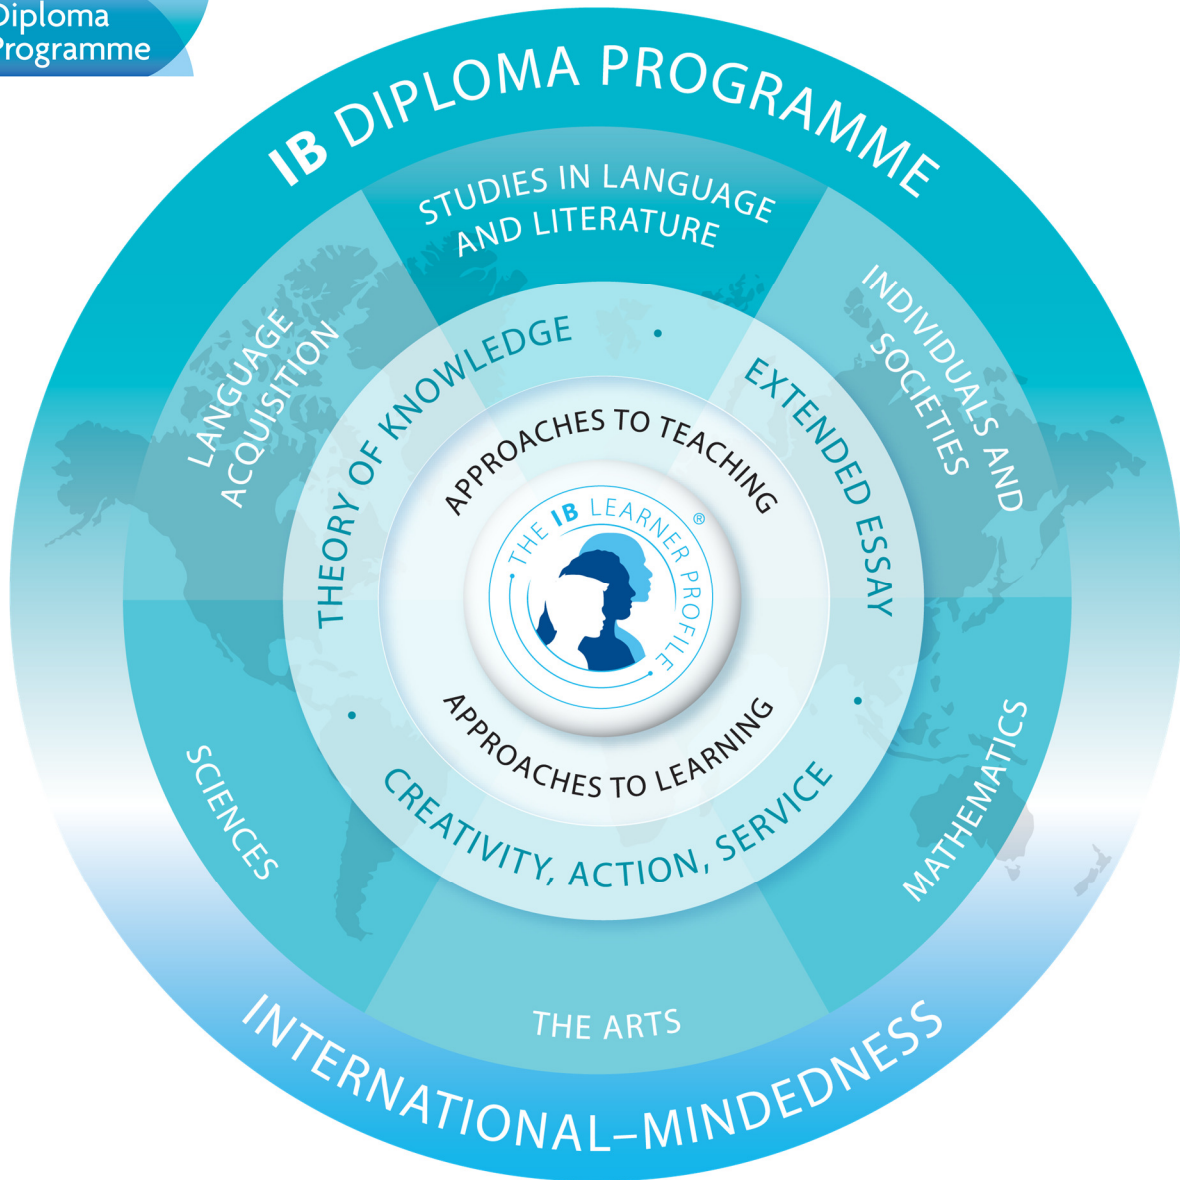 Diploma
Programme
IB DIPLOMA PROGRAMME
STUDIES IN LANGUAGE
AND LITERATURE
LANGUAGE
ACQUISITION
INDIVIDUALS AND
SOCIETIES
THEORY OF KNOWLEDGE
EXTENDED ESSAY
APPROACHES TO TEACHING
THE IB LEARNER PROFILE
®
APPROACHES TO LEARNING
CREATIVITY, ACTION, SERVICE
SCIENCES
MATHEMATICS
THE ARTS
INTERNATIONAL–MINDEDNESS